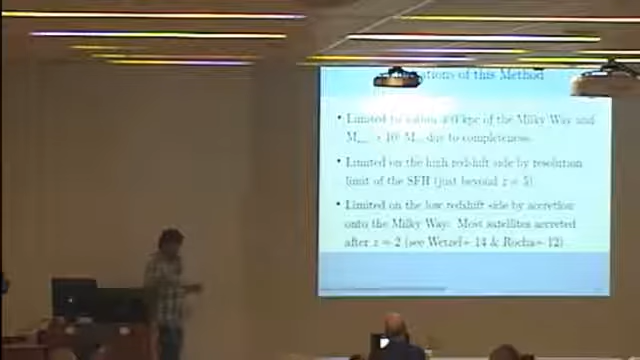 of this Method
• Limited to within kpc of the Milky Way and
due to completeness.
• Limited on the high redshift side by resolution
limit of the SFH (just beyond z = 5)
• Limited on the low redshift side by accretion
onto the Milky Way. Most satellites accreted
after z = 2 (see Wetzel+ 14 & Rocha+ 12)